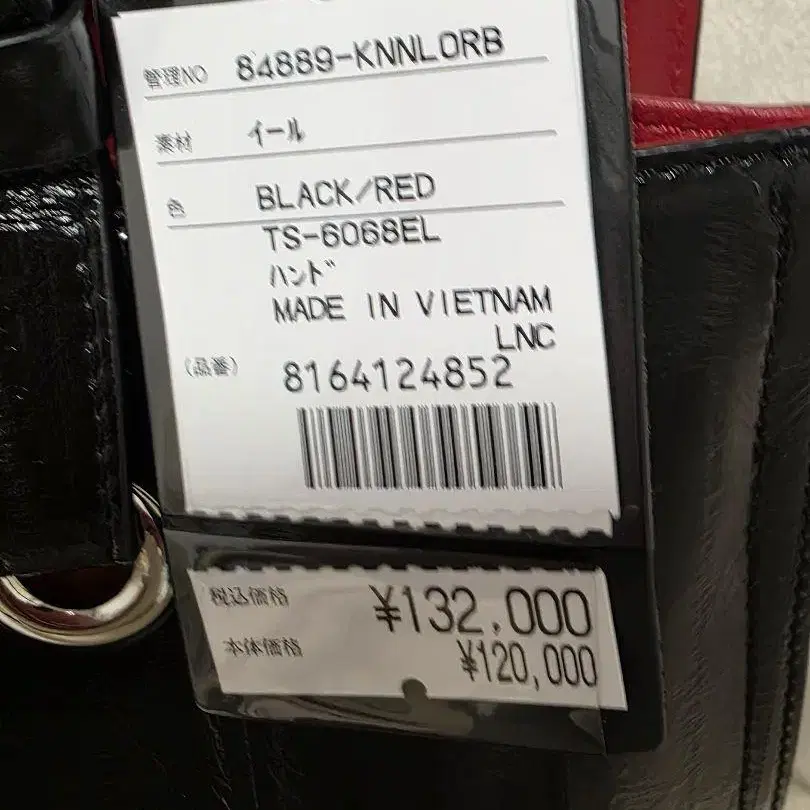 管理NO 84889-KNNLORB
素材 イール
色 BLACK/RED
TS-6068EL
ハンド゛
MADE IN VIETNAM
LNC
(品番) 8164124852
税込価格 ¥132,000
本体価格 ¥120,000